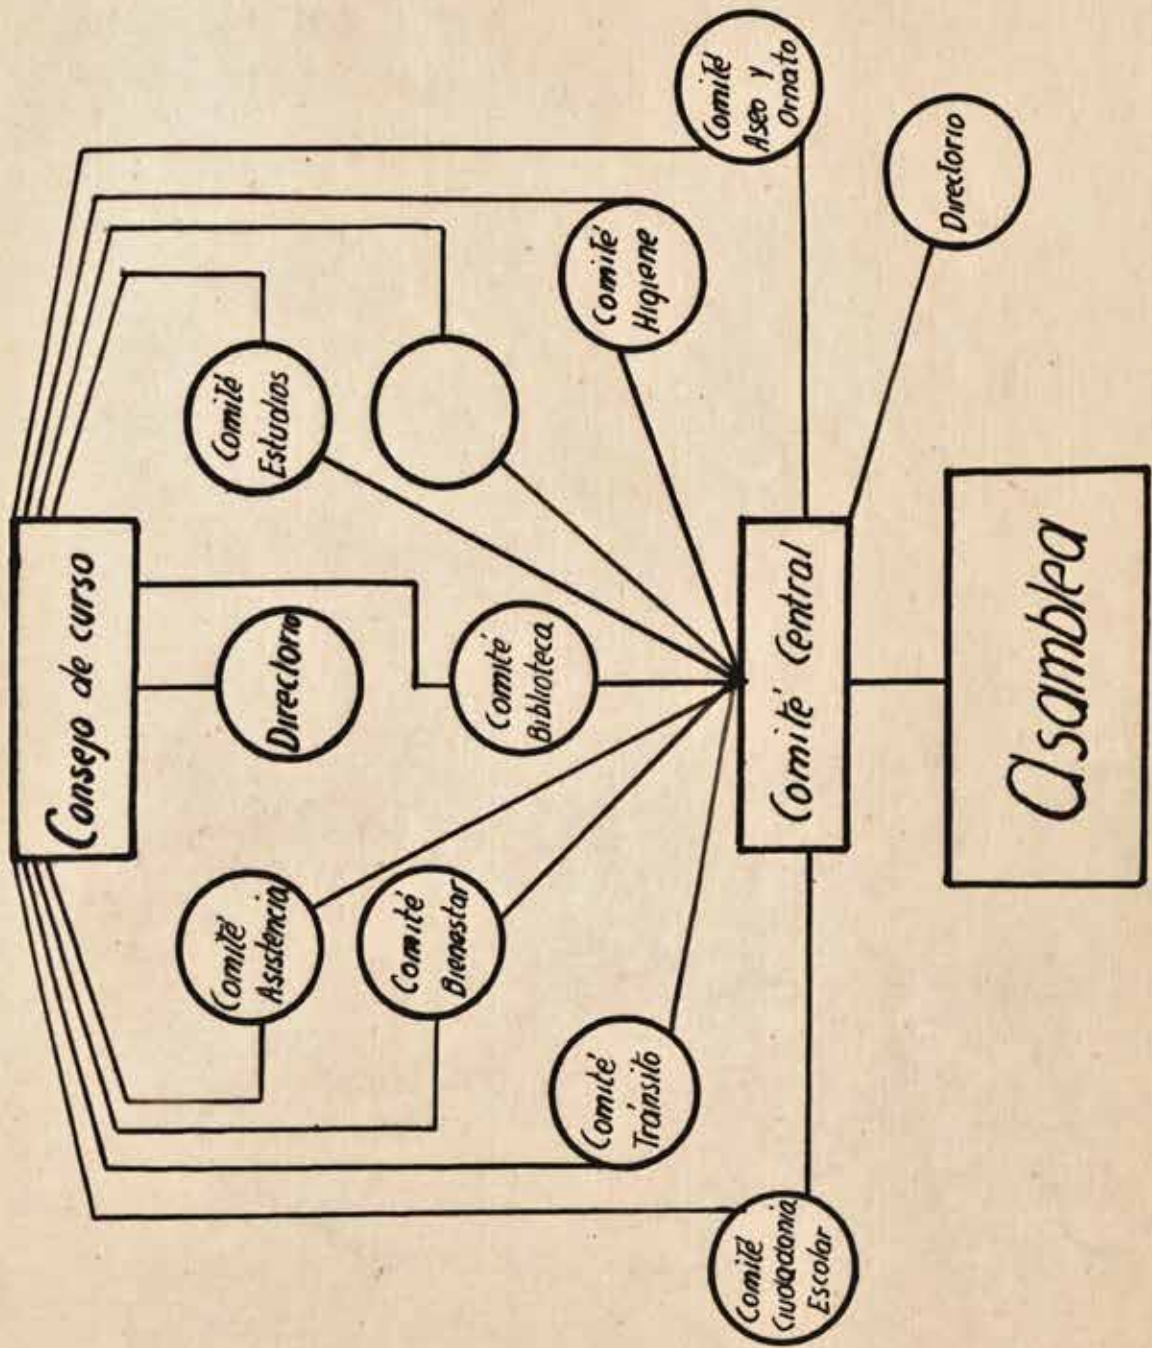 Consejo de curso
Comité
Asistencia
Directorio
Comité
Estudios
Comité
Bienestar
Comité
Biblioteca
Comité
Tránsito
Comité
Higiene
Comité
Ciudadania
Escolar
Comité Central
Comité
Aseo y
Ornato
Directorio
Asamblea